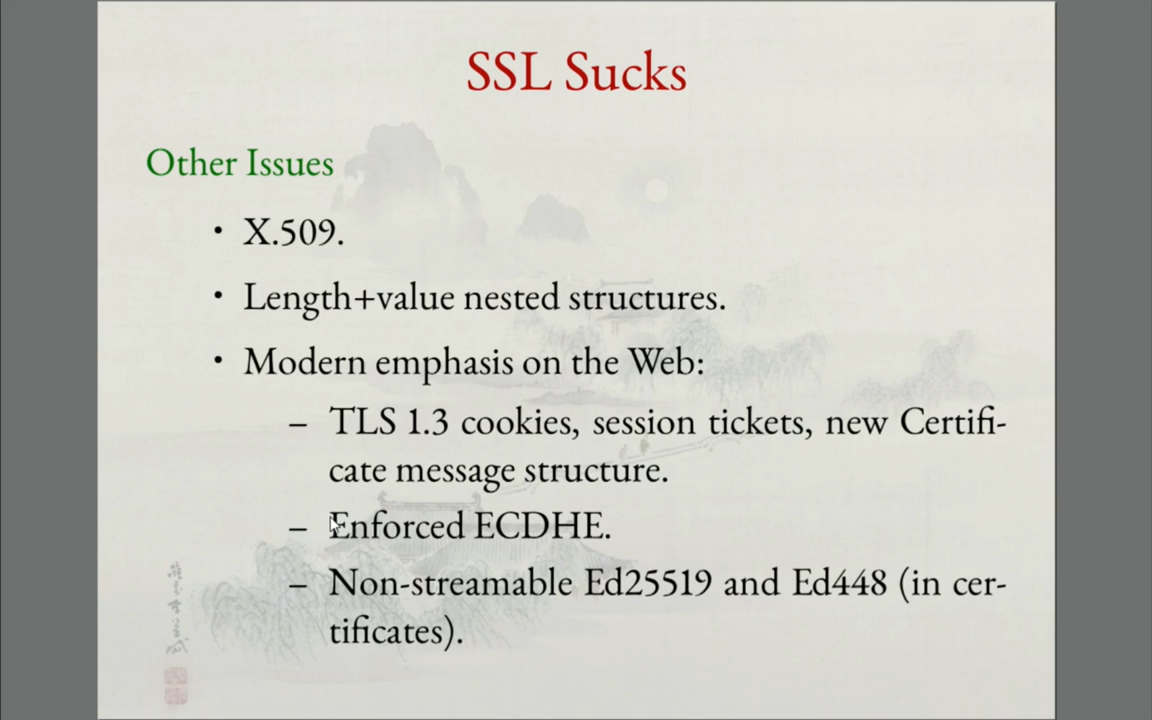 SSL Sucks
Other Issues
• X.509.
• Length+value nested structures.
• Modern emphasis on the Web:
– TLS 1.3 cookies, session tickets, new Certifi-
cate message structure.
– Enforced ECDHE.
– Non-streamable Ed25519 and Ed448 (in cer-
tificates).